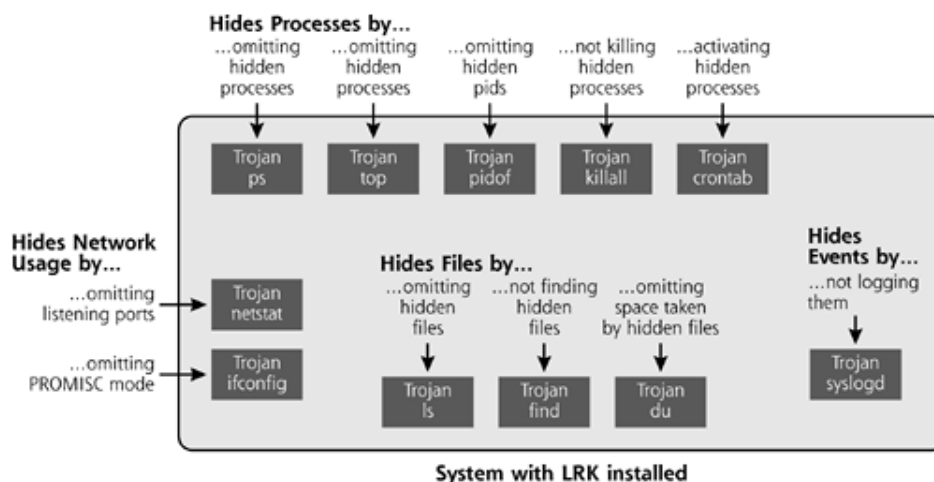 Hides Processes by...
...omitting
hidden
processes
...omitting
hidden
processes
...omitting
hidden
pids
...not killing
hidden
processes
...activating
hidden
processes
Trojan
ps
Trojan
top
Trojan
pidof
Trojan
killall
Trojan
crontab
Hides Network
Usage by...
...omitting
listening ports
Trojan
netstat
...omitting
PROMISC mode
Trojan
ifconfig
Hides Files by...
...omitting
hidden
files
...not finding
hidden
files
...omitting
space taken
by hidden files
Trojan
ls
Trojan
find
Trojan
du
Hides
Events by...
...not logging
them
Trojan
syslogd
System with LRK installed